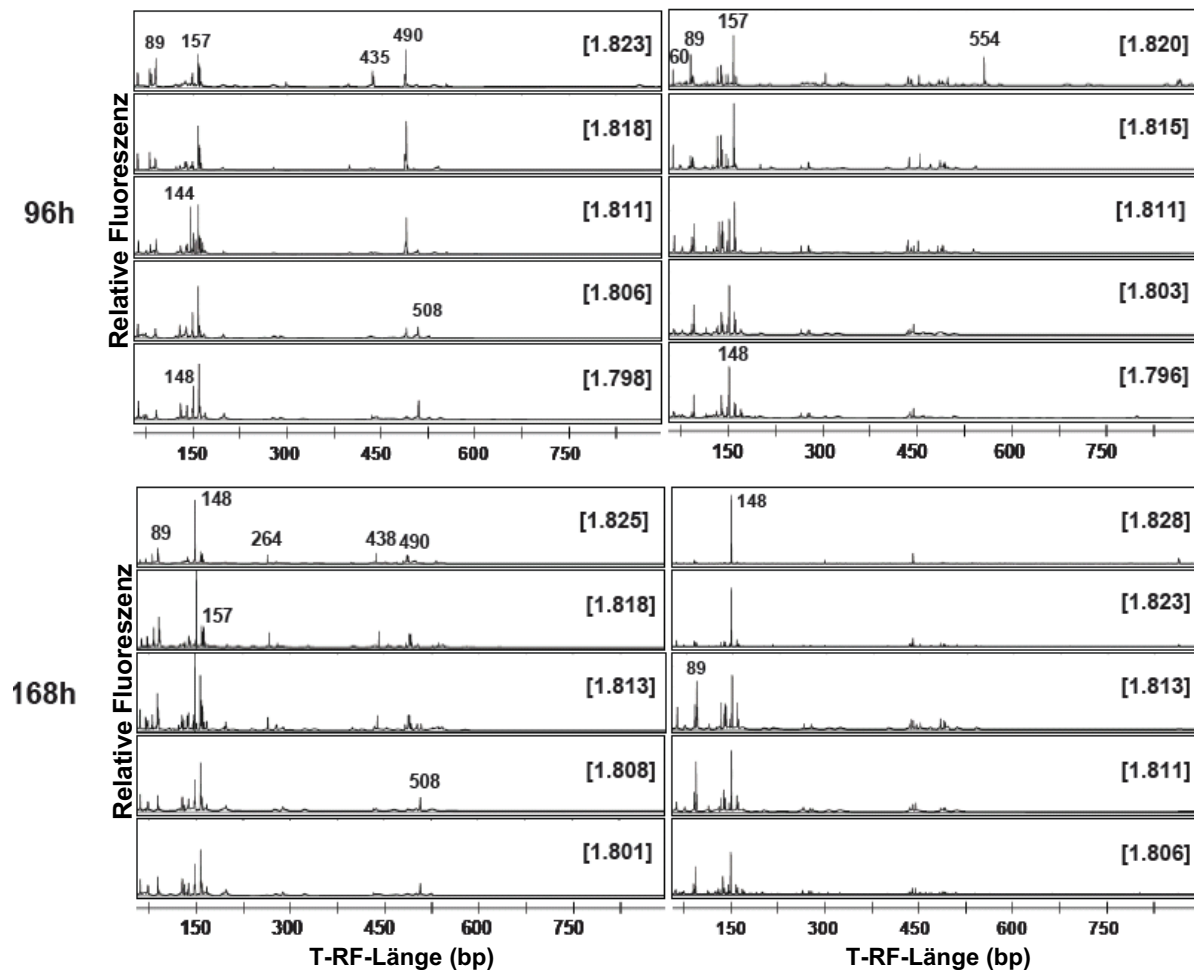 96h
Relative Fluoreszenz
89 157 435 490 [1.823]
[1.818]
144 [1.811]
508 [1.806]
148 [1.798]
150 300 450 600 750
60 89 157 554 [1.820]
[1.815]
[1.811]
[1.803]
148 [1.796]
150 300 450 600 750
168h
Relative Fluoreszenz
89 148 264 438 490 [1.825]
157 [1.818]
[1.813]
508 [1.808]
[1.801]
150 300 450 600 750
T-RF-Länge (bp)
148 [1.828]
[1.823]
89 [1.813]
[1.811]
[1.806]
150 300 450 600 750
T-RF-Länge (bp)